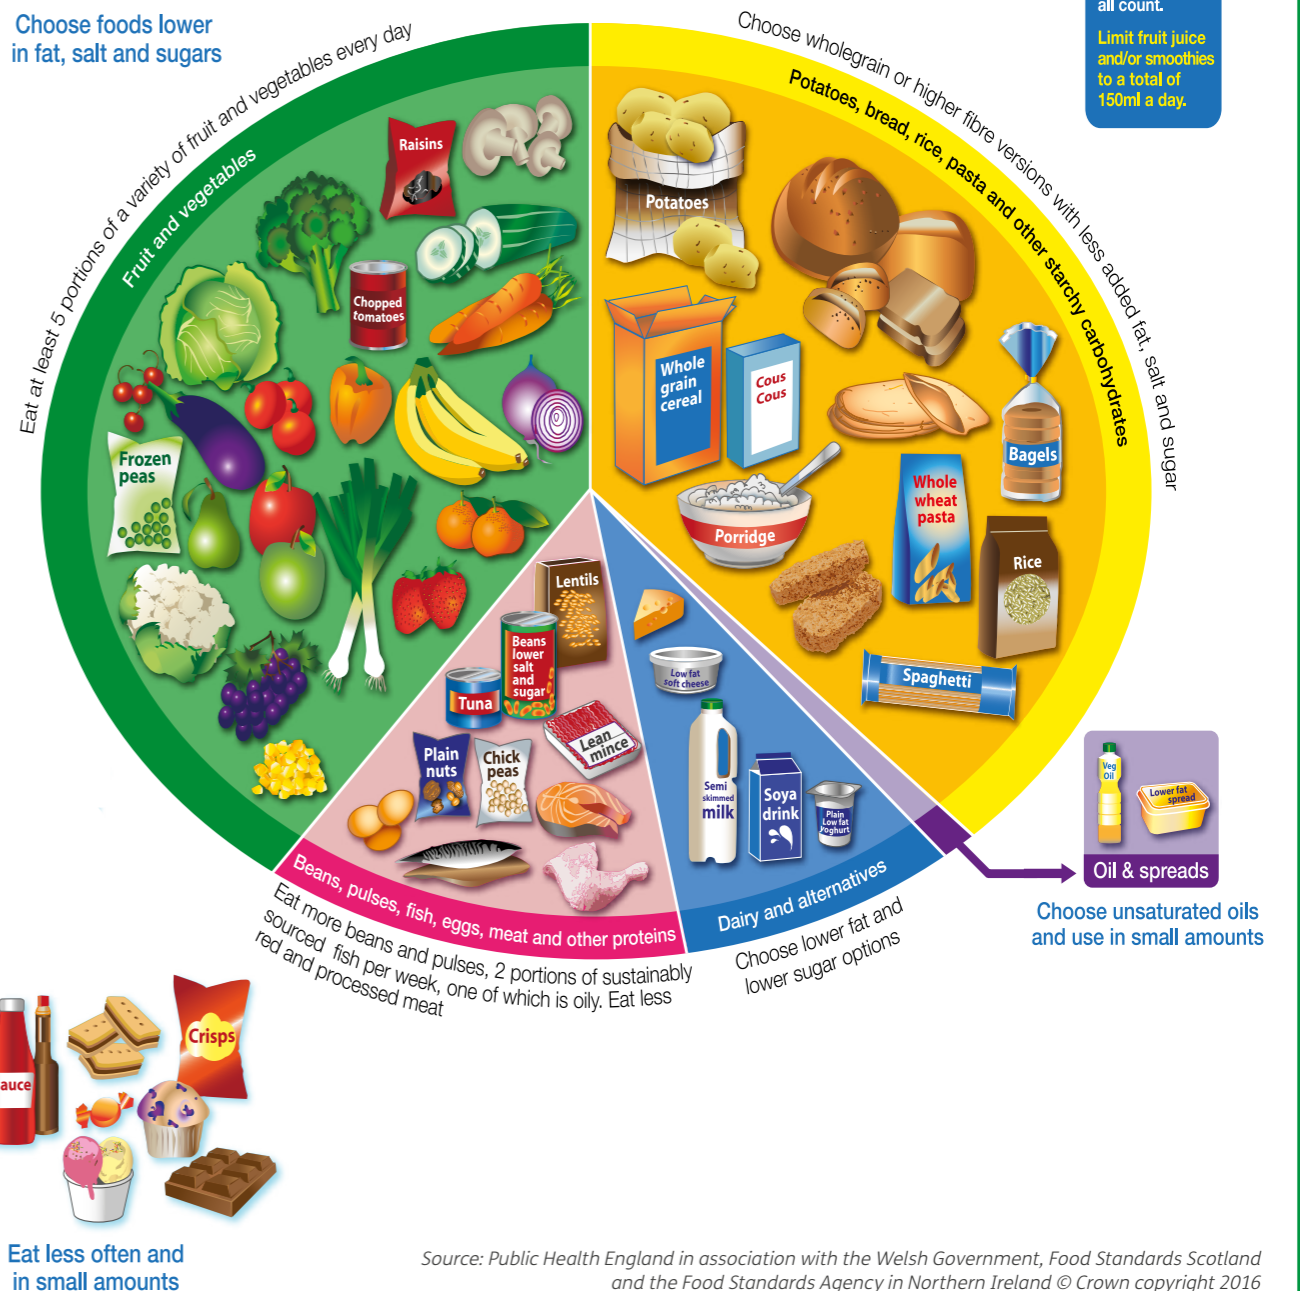 Choose foods lower
in fat, salt and sugars
all count.
Limit fruit juice
and/or smoothies
to a total of
150ml a day.
Eat at least 5 portions of a variety of fruit and vegetables every day
Fruit and vegetables
Choose wholegrain or higher fibre versions with less added fat, salt and sugar
Potatoes, bread, rice, pasta and other starchy carbohydrates
Raisins
Chopped
tomatoes
Frozen
peas
Potatoes
Whole
grain
cereal
Cous
Cous
Bagels
Porridge
Whole
wheat
pasta
Rice
Spaghetti
Lentils
Beans
lower
salt
and
sugar
Tuna
Lean
mince
Plain
nuts
Chick
peas
Low fat
soft cheese
Semi
skimmed
milk
Soya
drink
Plain
Low fat
yoghurt
Veg
Oil
Lower fat
spread
Oil & spreads
Choose unsaturated oils
and use in small amounts
Beans, pulses, fish, eggs, meat and other proteins
Eat more beans and pulses, 2 portions of sustainably
sourced fish per week, one of which is oily. Eat less
red and processed meat
Dairy and alternatives
Choose lower fat and
lower sugar options
Crisps
auce
Eat less often and
in small amounts
Source: Public Health England in association with the Welsh Government, Food Standards Scotland
and the Food Standards Agency in Northern Ireland © Crown copyright 2016